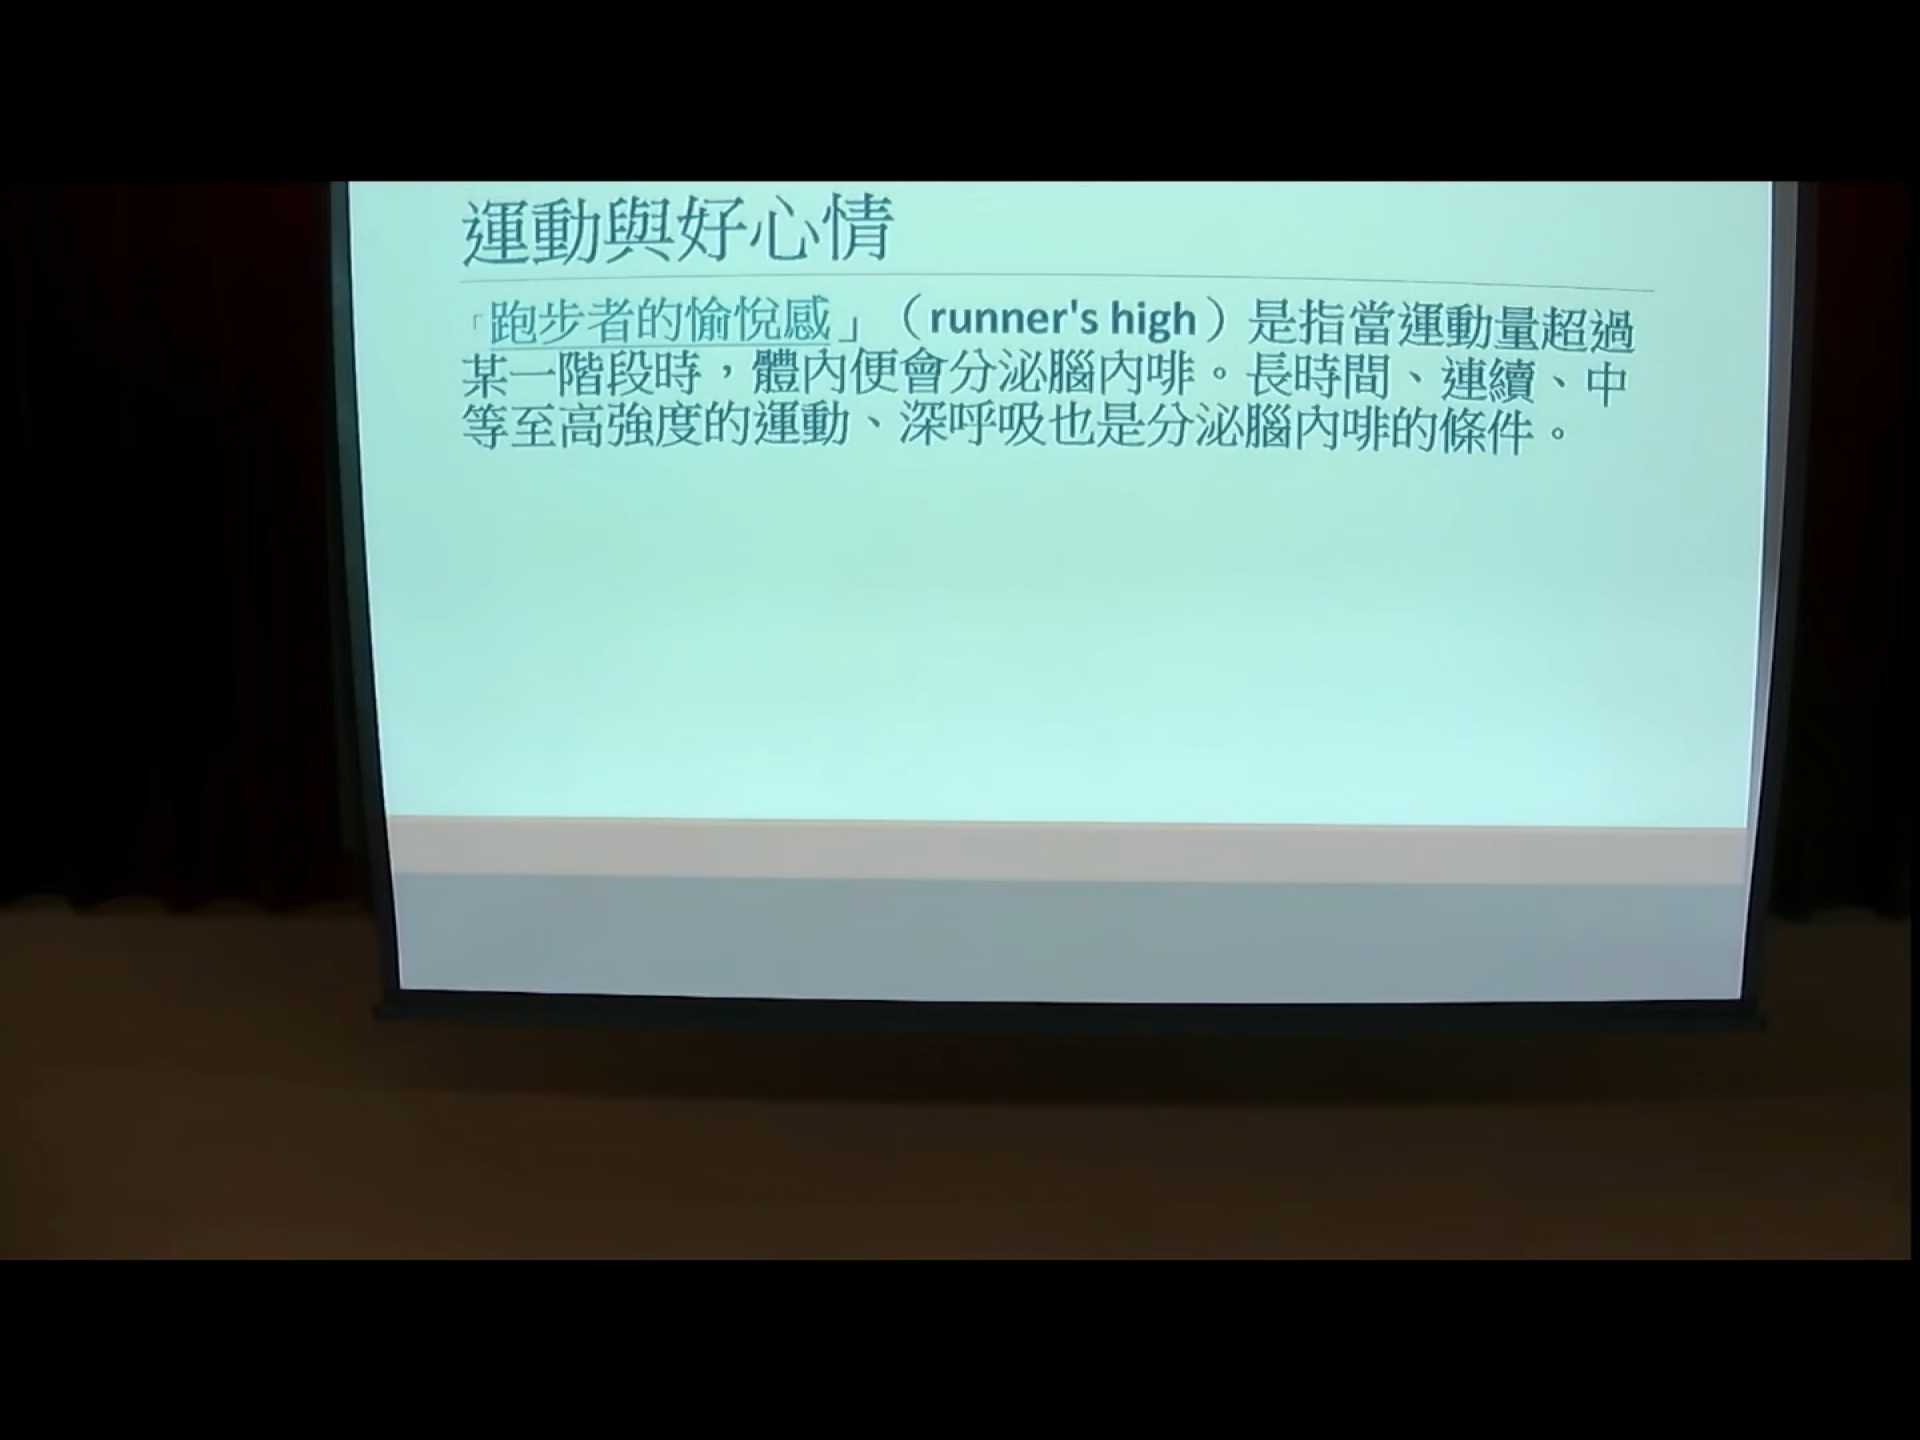 運動與好心情
「跑步者的愉悅感」（runner's high）是指當運動量超過
某一階段時，體內便會分泌腦內啡。長時間、連續、中
等至高強度的運動、深呼吸也是分泌腦內啡的條件。